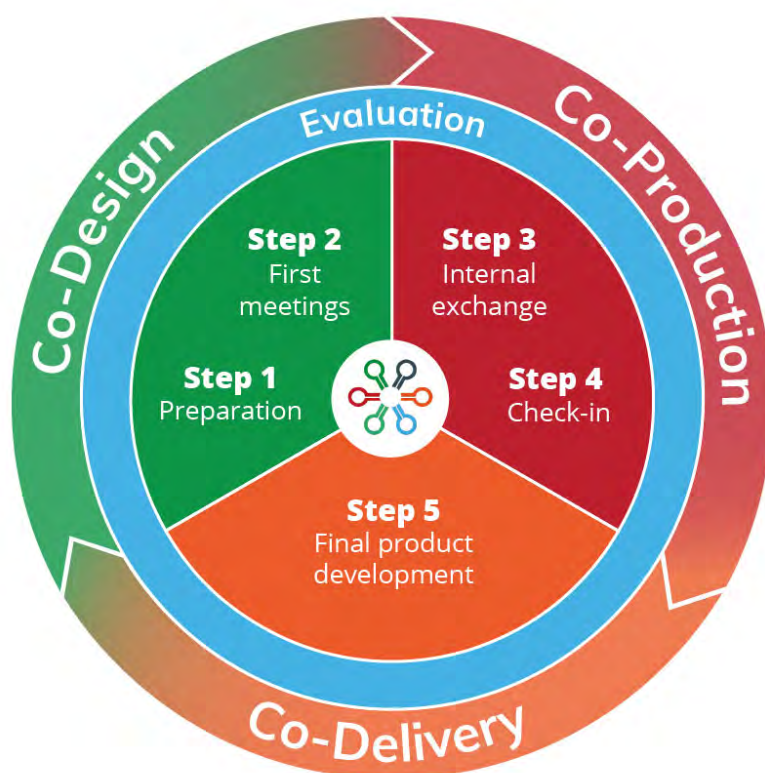 Co-Design
Co-Production
Co-Delivery
Evaluation
Step 1
Preparation
Step 2
First
meetings
Step 3
Internal
exchange
Step 4
Check-in
Step 5
Final product
development